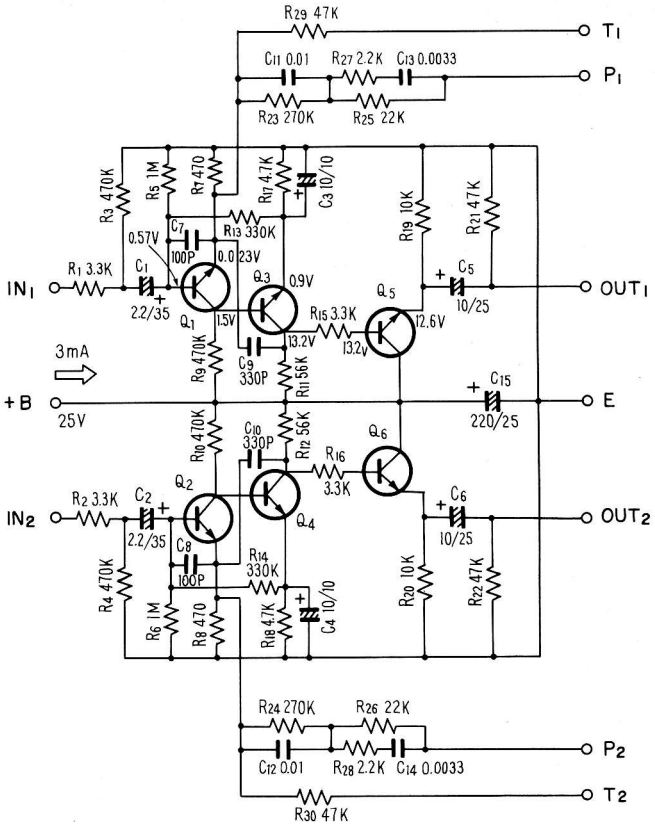 R29 47K
T1
C11 0.01
R27 2.2K
C13 0.0033
P1
R23 270K
R25 22K
R3 470K
R5 1M
R7 470
R17 4.7K
C3 10/10
R19 10K
R21 47K
R13 330K
C7
100P
0.57V
0.023V
Q3
0.9V
R1 3.3K
C1
IN1
2.2/35
Q1
1.5V
R15 3.3K
Q5
C5
OUT1
12.6V
10/25
13.2V
13.2V
R9 470K
C9
330P
R11 56K
3mA
+B
25V
C15
220/25
E
R10 470K
C10
330P
R12 56K
Q2
R16
3.3K
Q6
R2 3.3K
C2
IN2
2.2/35
Q4
C6
10/25
OUT2
C8
100P
R14
330K
R4 470K
R6 1M
R8 470
R18 4.7K
C4 10/10
R20 10K
R22 47K
R24 270K
R26 22K
P2
C12 0.01
R28 2.2K
C14 0.0033
T2
R30 47K